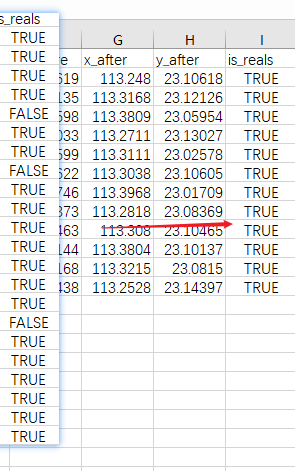 s_reals
TRUE
TRUE
TRUE
TRUE
FALSE
TRUE
TRUE
FALSE
TRUE
TRUE
TRUE
TRUE
TRUE
TRUE
TRUE
FALSE
TRUE
TRUE
TRUE
TRUE
TRUE
TRUE
G H I
re x_after y_after is_reals
619 113.248 23.10618 TRUE
135 113.3168 23.12126 TRUE
598 113.3809 23.05954 TRUE
033 113.2711 23.13027 TRUE
599 113.3111 23.02578 TRUE
522 113.3038 23.10605 TRUE
746 113.3968 23.01709 TRUE
373 113.2818 23.08369 TRUE
463 113.308 23.10465 TRUE
144 113.3804 23.10137 TRUE
168 113.3215 23.0815 TRUE
438 113.2528 23.14397 TRUE